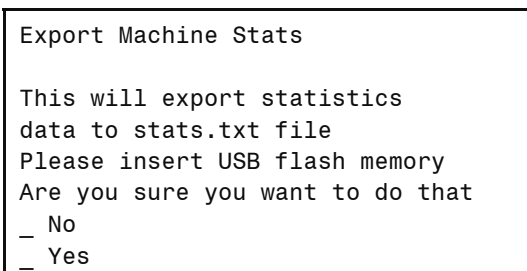 Export Machine Stats
This will export statistics
data to stats.txt file
Please insert USB flash memory
Are you sure you want to do that
_ No
_ Yes